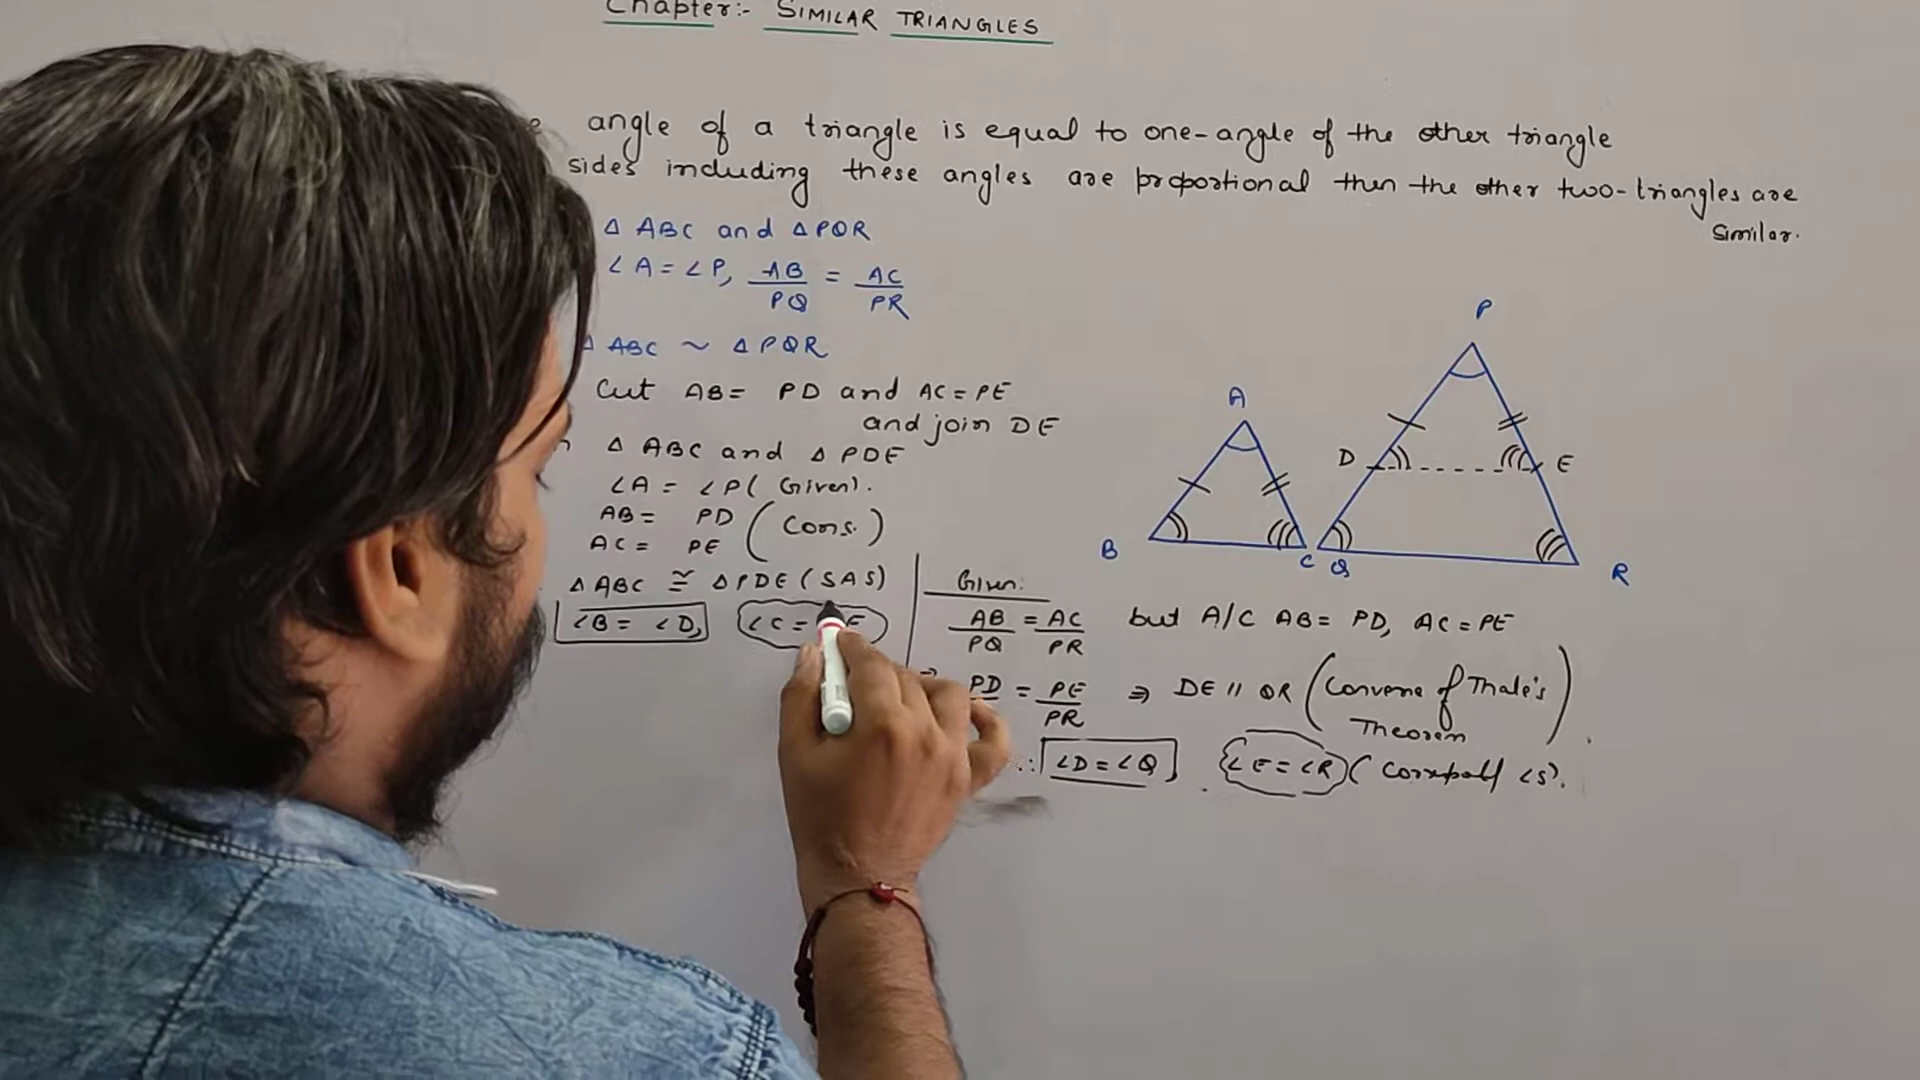 Chapter:- SIMILAR TRIANGLES
angle of a triangle is equal to one-angle of the other triangle
sides including these angles are proportional then the other two-triangles are
Similar.
Δ ABC and Δ PQR
∠A = ∠P, AB/PQ = AC/PR
Δ ABC ~ Δ PQR
Cut AB = PD and AC = PE
and join DE
Δ ABC and Δ PDE
∠A = ∠P (Given).
AB = PD (Cons.)
AC = PE
Δ ABC ≅ Δ PDE (SAS)
∠B = ∠D, ∠C = E
Given:
AB/PQ = AC/PR but A/C AB = PD, AC = PE
⇒ PD = PE/PR ⇒ DE || QR (Converse of Thale's
Theorem)
∴ ∠D = ∠Q, ∠E = ∠R ( ∠s).
P
A
D E
B C Q R